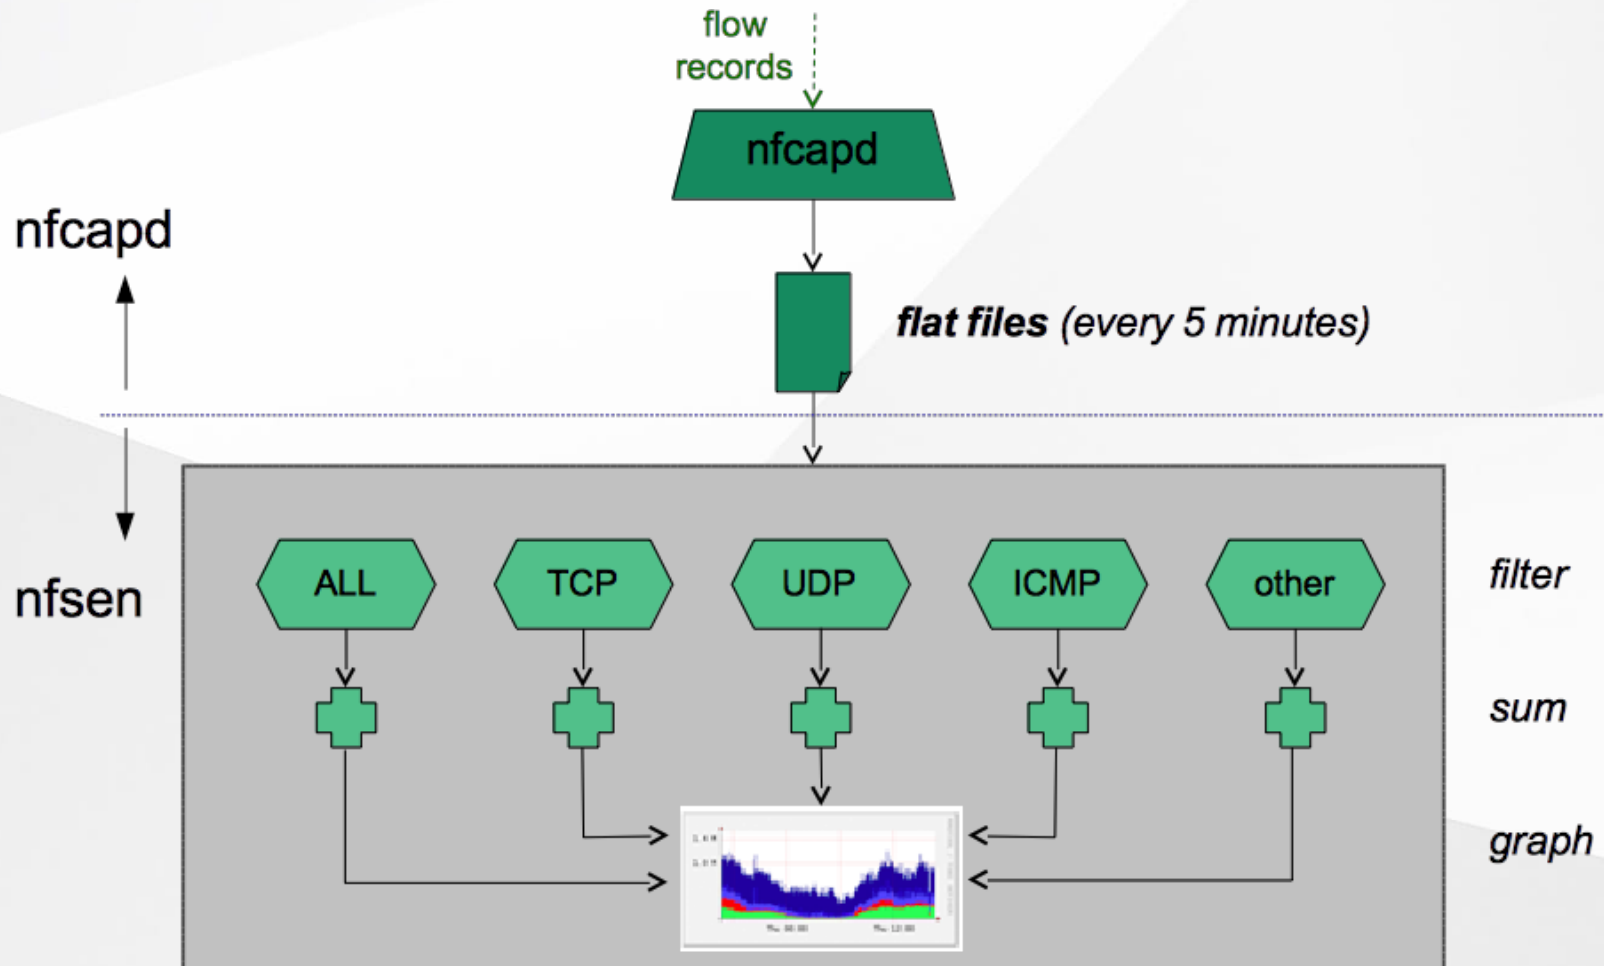 flow
records
nfcapd
nfcapd
flat files (every 5 minutes)
nfsen
ALL
TCP
UDP
ICMP
other
filter
sum
graph